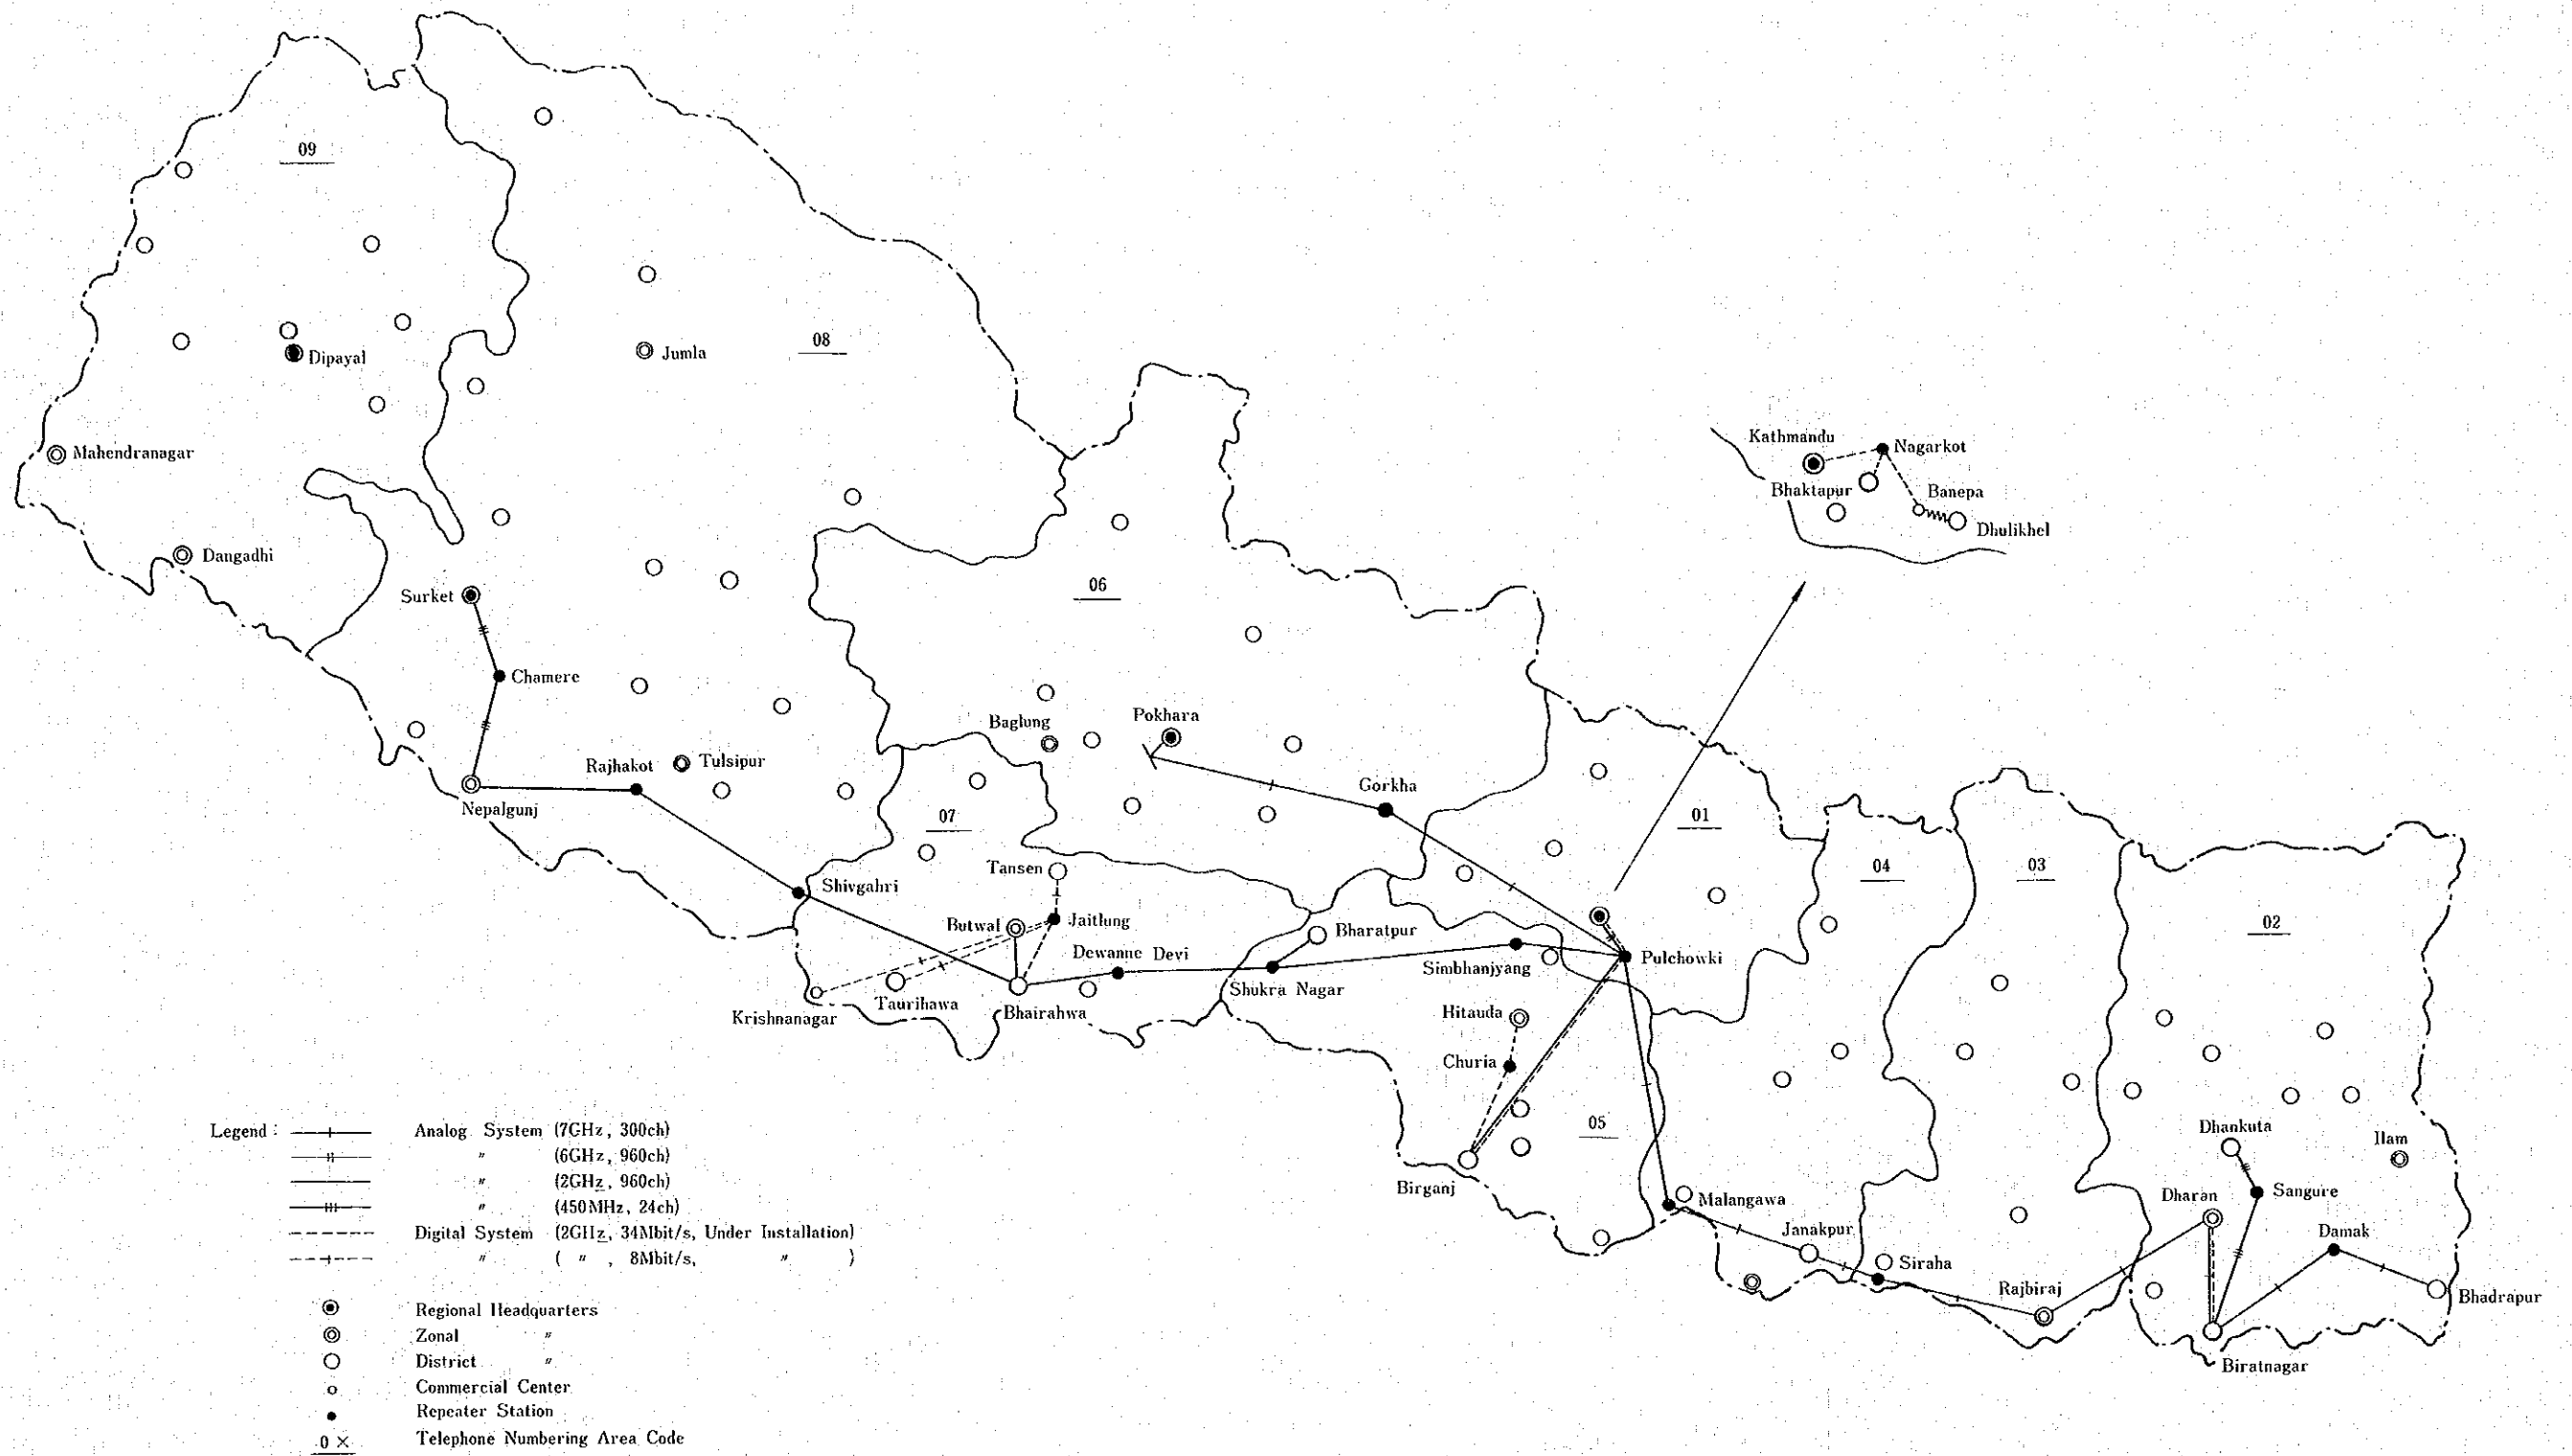 09
08
Dipayal
Jumla
Mahendranagar
Kathmandu
Nagarkot
Bhaktapur
Banepa
Dhulikhel
Dangadhi
06
Surket
Chamere
Baglung
Pokhara
Rajhakot
Tulsipur
Nepalgunj
Gorkha
07
01
04
03
02
Tansen
Shivgahri
Butwal
Jaitlung
Bharatpur
Dewanne Devi
Simbhanjyang
Pulchowki
Shukra Nagar
Krishnanagar
Taurihawa
Bhairahwa
Hitauda
Churia
05
Birganj
Malangawa
Janakpur
Siraha
Rajbiraj
Dhankuta
Ilam
Dharan
Sangure
Damak
Bhadrapur
Biratnagar
Legend :
Analog System (7GHz, 300ch)
" (6GHz, 960ch)
" (2GHz, 960ch)
" (450MHz, 24ch)
Digital System (2GHz, 34Mbit/s, Under Installation)
" ( " , 8Mbit/s, " )
Regional Headquarters
Zonal "
District "
Commercial Center
Repeater Station
0 × Telephone Numbering Area Code